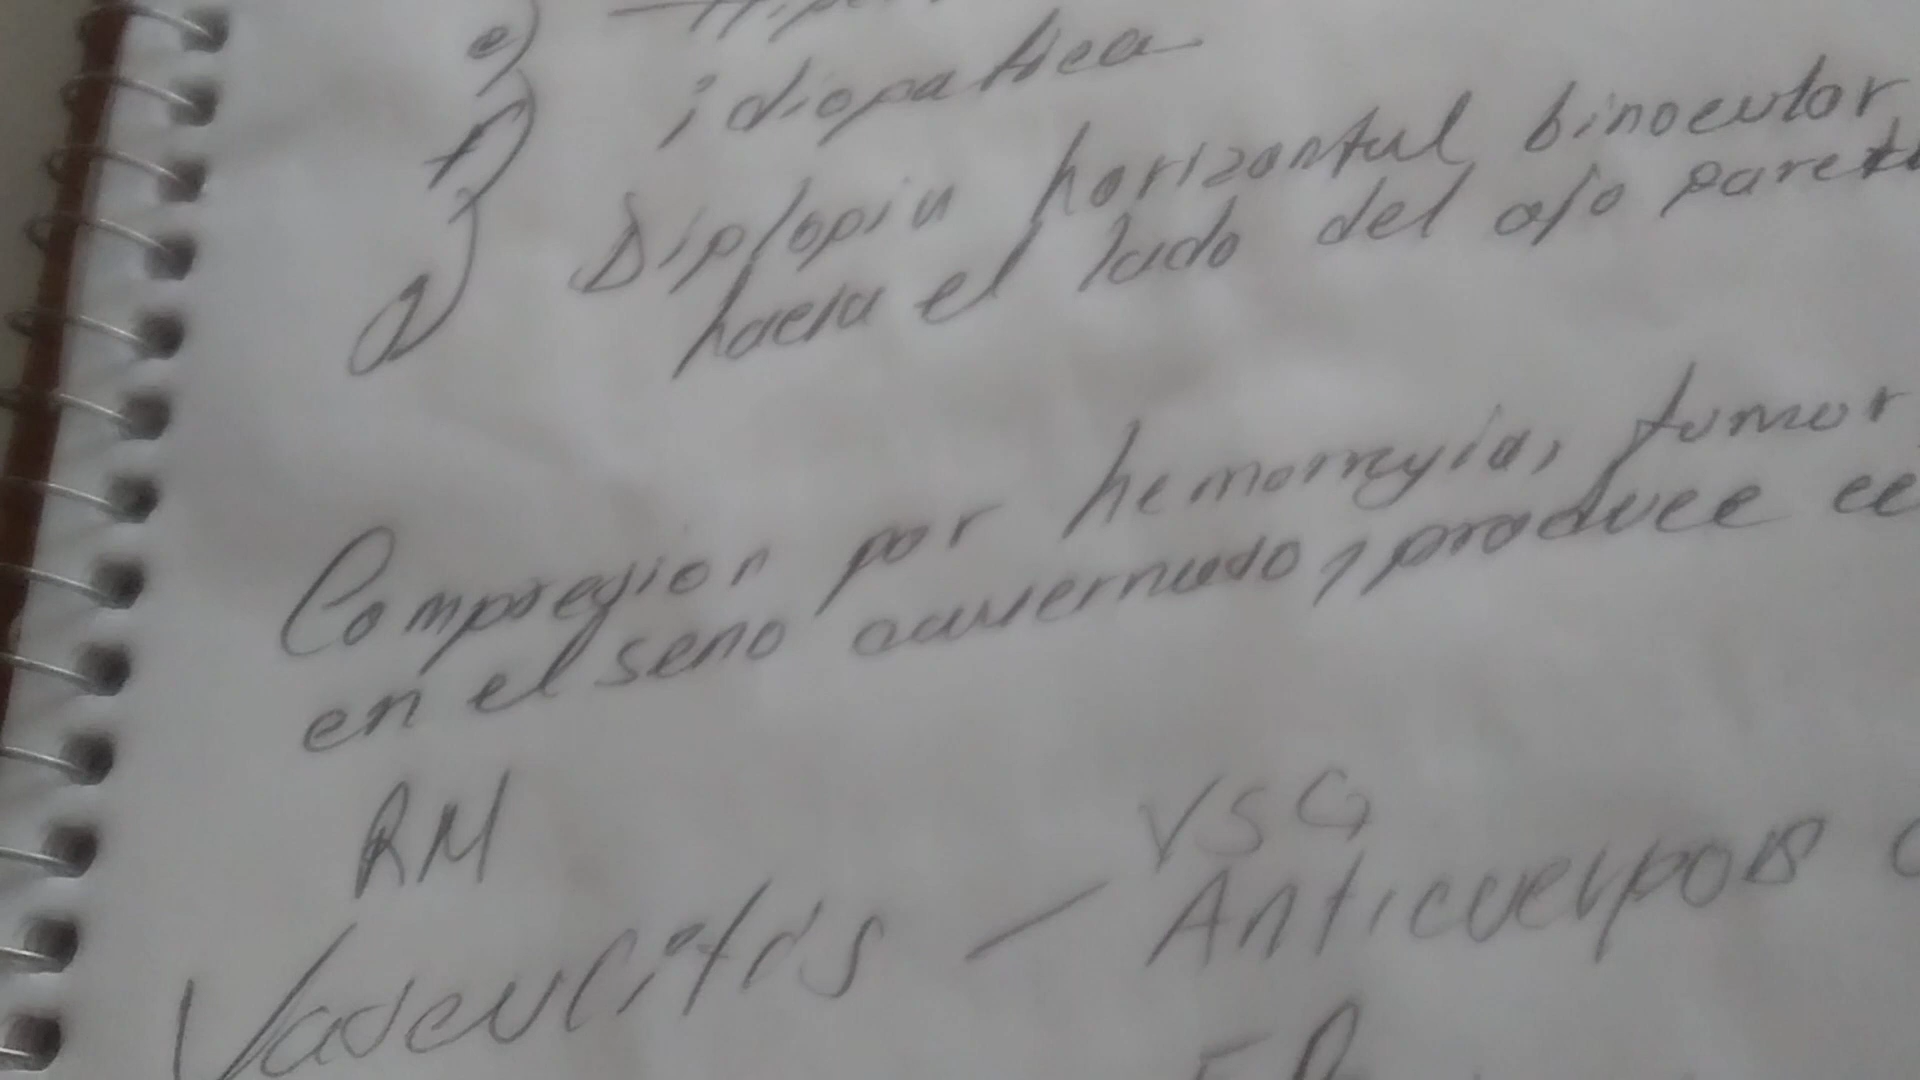 e)
f) idiopatica
g) Diplopia horizontal binocular
hacia el lado del ojo
Compresion por hemorragia, tumor
en el seno cavernoso, produce
RM
VSG
Vasculitis — Anticuerpos